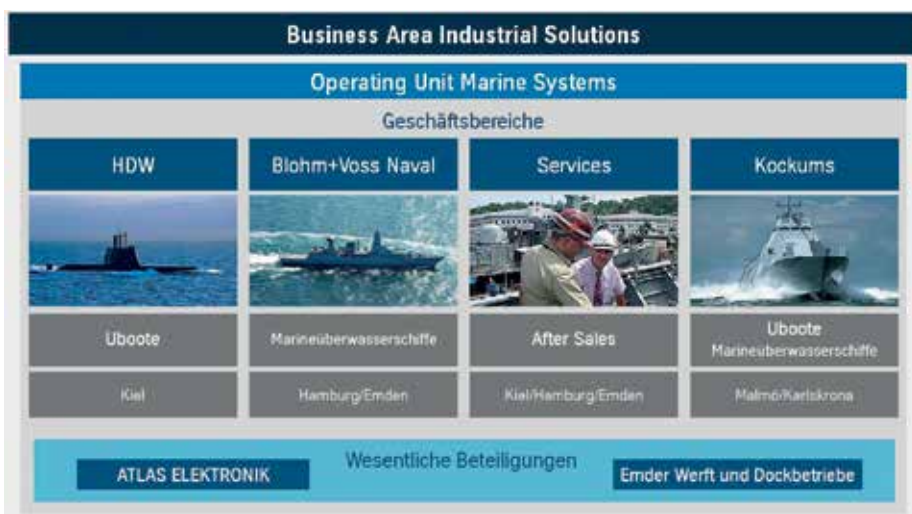 Business Area Industrial Solutions
Operating Unit Marine Systems
Geschäftsbereiche
HDW
Blohm+Voss Naval
Services
Kockums
Uboote
Marineüberwasserschiffe
After Sales
Uboote
Marineüberwasserschiffe
Kiel
Hamburg/Emden
Kiel/Hamburg/Emden
Malmö/Karlskrona
Wesentliche Beteiligungen
ATLAS ELEKTRONIK
Emder Werft und Dockbetriebe